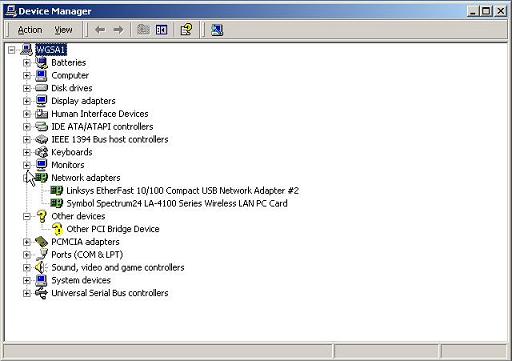 Device Manager
Action View
WGSA1
Batteries
Computer
Disk drives
Display adapters
Human Interface Devices
IDE ATA/ATAPI controllers
IEEE 1394 Bus host controllers
Keyboards
Monitors
Network adapters
Linksys EtherFast 10/100 Compact USB Network Adapter #2
Symbol Spectrum24 LA-4100 Series Wireless LAN PC Card
Other devices
Other PCI Bridge Device
PCMCIA adapters
Ports (COM & LPT)
Sound, video and game controllers
System devices
Universal Serial Bus controllers